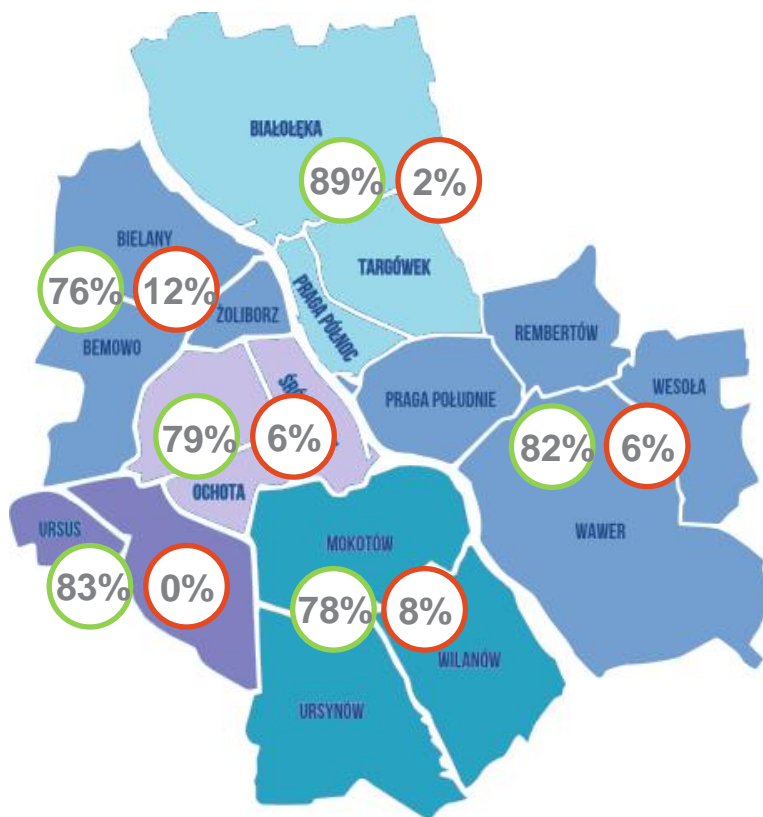 BIAŁOŁĘKA
89% 2%
BIELANY
TARGÓWEK
76% 12%
PRAGA PÓŁNOC
ŻOLIBORZ
REMBERTÓW
BEMOWO
WESOŁA
PRAGA POŁUDNIE
79% 6%
82% 6%
OCHOTA
URSUS
WAWER
MOKOTÓW
83% 0%
78% 8%
WILANÓW
URSYNÓW